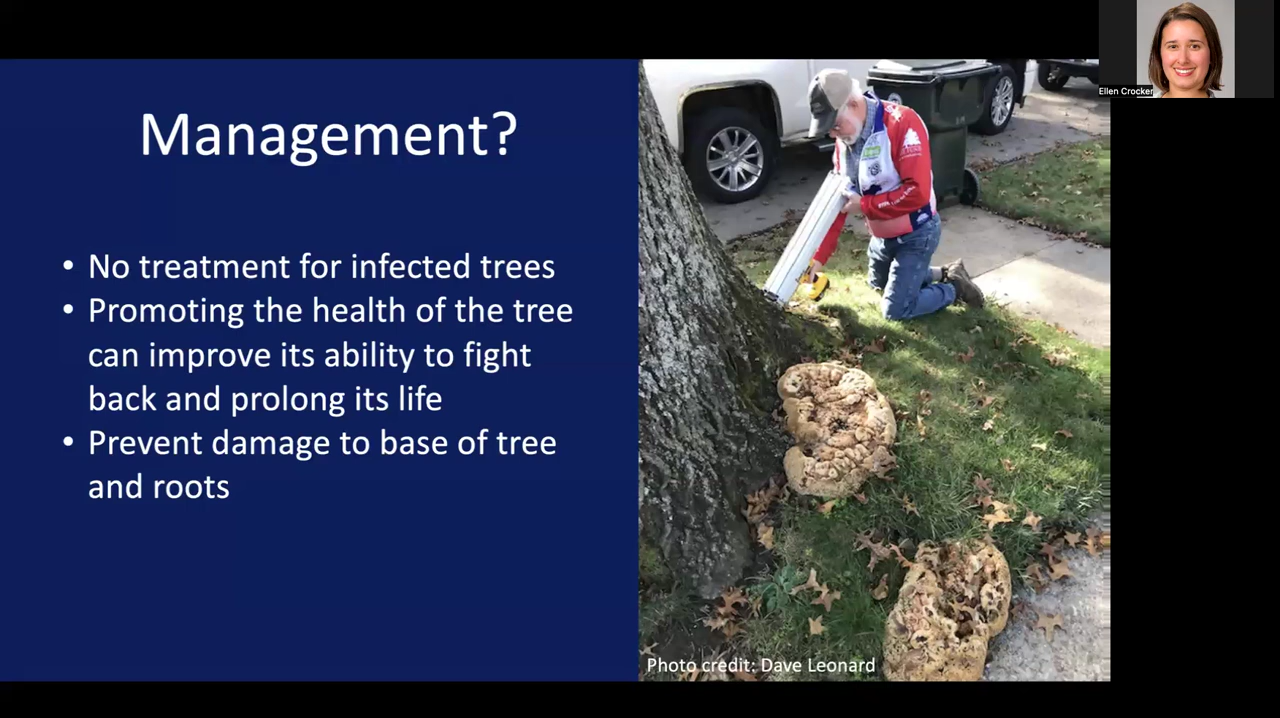 Ellen Crocker
Management?
• No treatment for infected trees
• Promoting the health of the tree
can improve its ability to fight
back and prolong its life
• Prevent damage to base of tree
and roots
Photo credit: Dave Leonard